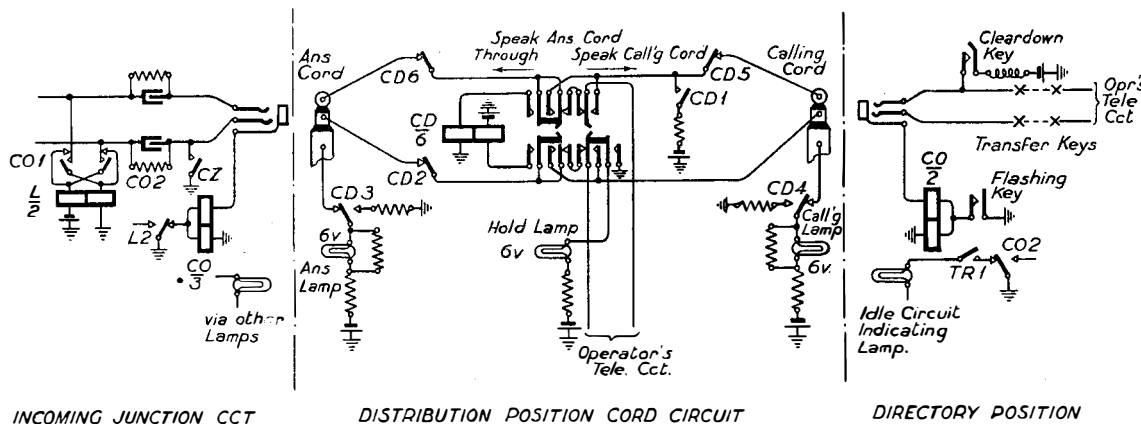 CO1
L
2
CO2
CZ
L2
CO
3
via other
Lamps
INCOMING JUNCTION CCT
Ans
Cord
CD6
Speak Ans. Cord
Through
Speak Call'g Cord
CD5
Calling
Cord
CD
6
CD1
CD2
CD3
CD4
6v
Ans
Lamp
Hold Lamp
6v
Call'g
Lamp
6v.
Operator's
Tele. Cct.
DISTRIBUTION POSITION CORD CIRCUIT
Cleardown
Key
Opr's
Tele
Cct
Transfer Keys
CO
2
Flashing
Key
CO2
TR1
Idle Circuit
Indicating
Lamp.
DIRECTORY POSITION